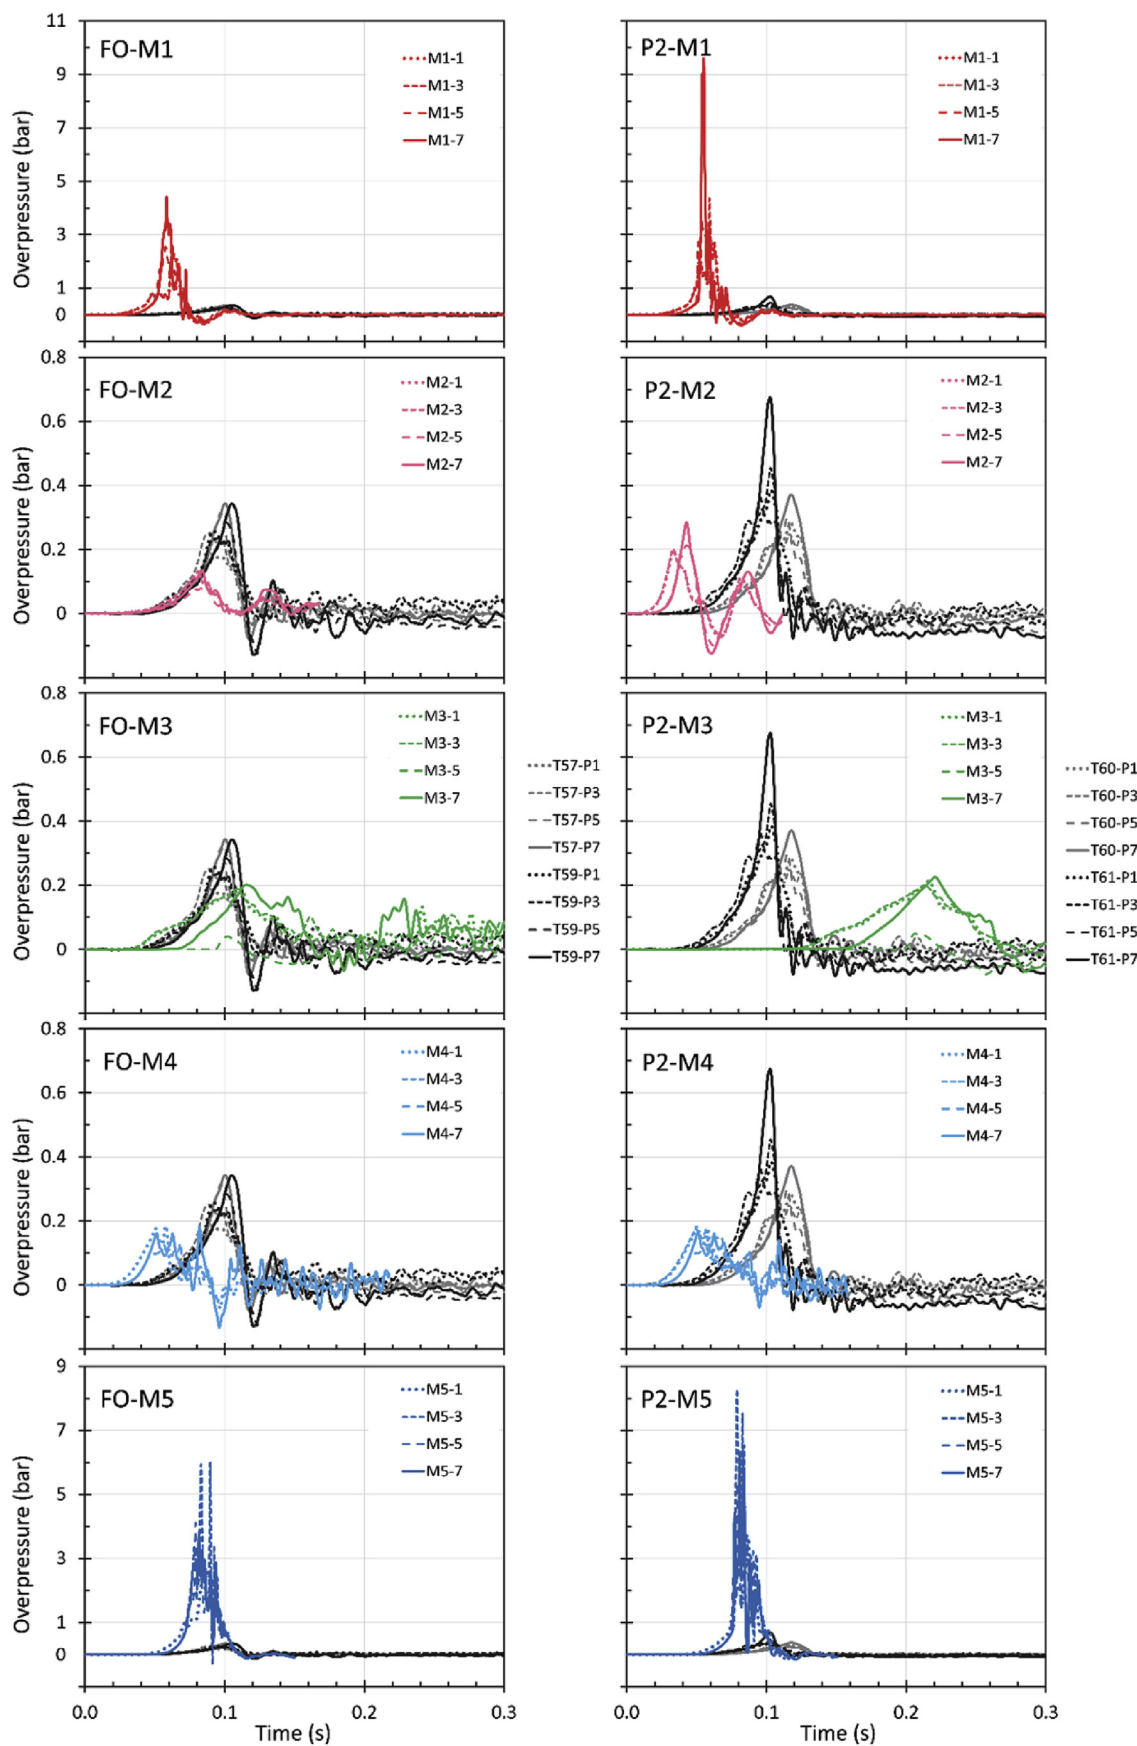 FO-M1
M1-1
M1-3
M1-5
M1-7
Overpressure (bar)
11
9
7
5
3
1
0
-1
P2-M1
M1-1
M1-3
M1-5
M1-7
FO-M2
M2-1
M2-3
M2-5
M2-7
Overpressure (bar)
0.8
0.6
0.4
0.2
0
P2-M2
M2-1
M2-3
M2-5
M2-7
FO-M3
M3-1
M3-3
M3-5
M3-7
Overpressure (bar)
0.8
0.6
0.4
0.2
0
T57-P1
T57-P3
T57-P5
T57-P7
T59-P1
T59-P3
T59-P5
T59-P7
P2-M3
M3-1
M3-3
M3-5
M3-7
T60-P1
T60-P3
T60-P5
T60-P7
T61-P1
T61-P3
T61-P5
T61-P7
FO-M4
M4-1
M4-3
M4-5
M4-7
Overpressure (bar)
0.8
0.6
0.4
0.2
0
P2-M4
M4-1
M4-3
M4-5
M4-7
FO-M5
M5-1
M5-3
M5-5
M5-7
Overpressure (bar)
9
7
5
3
1
0
0.0
0.1
0.2
0.3
Time (s)
P2-M5
M5-1
M5-3
M5-5
M5-7
0.0
0.1
0.2
0.3
Time (s)